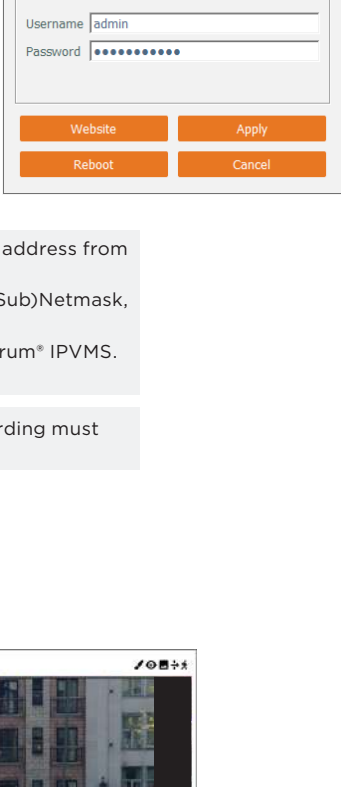 Username admin
Password •••••••••••
Website Apply
Reboot Cancel
address from
Sub)Netmask,
rum® IPVMS.
rding must